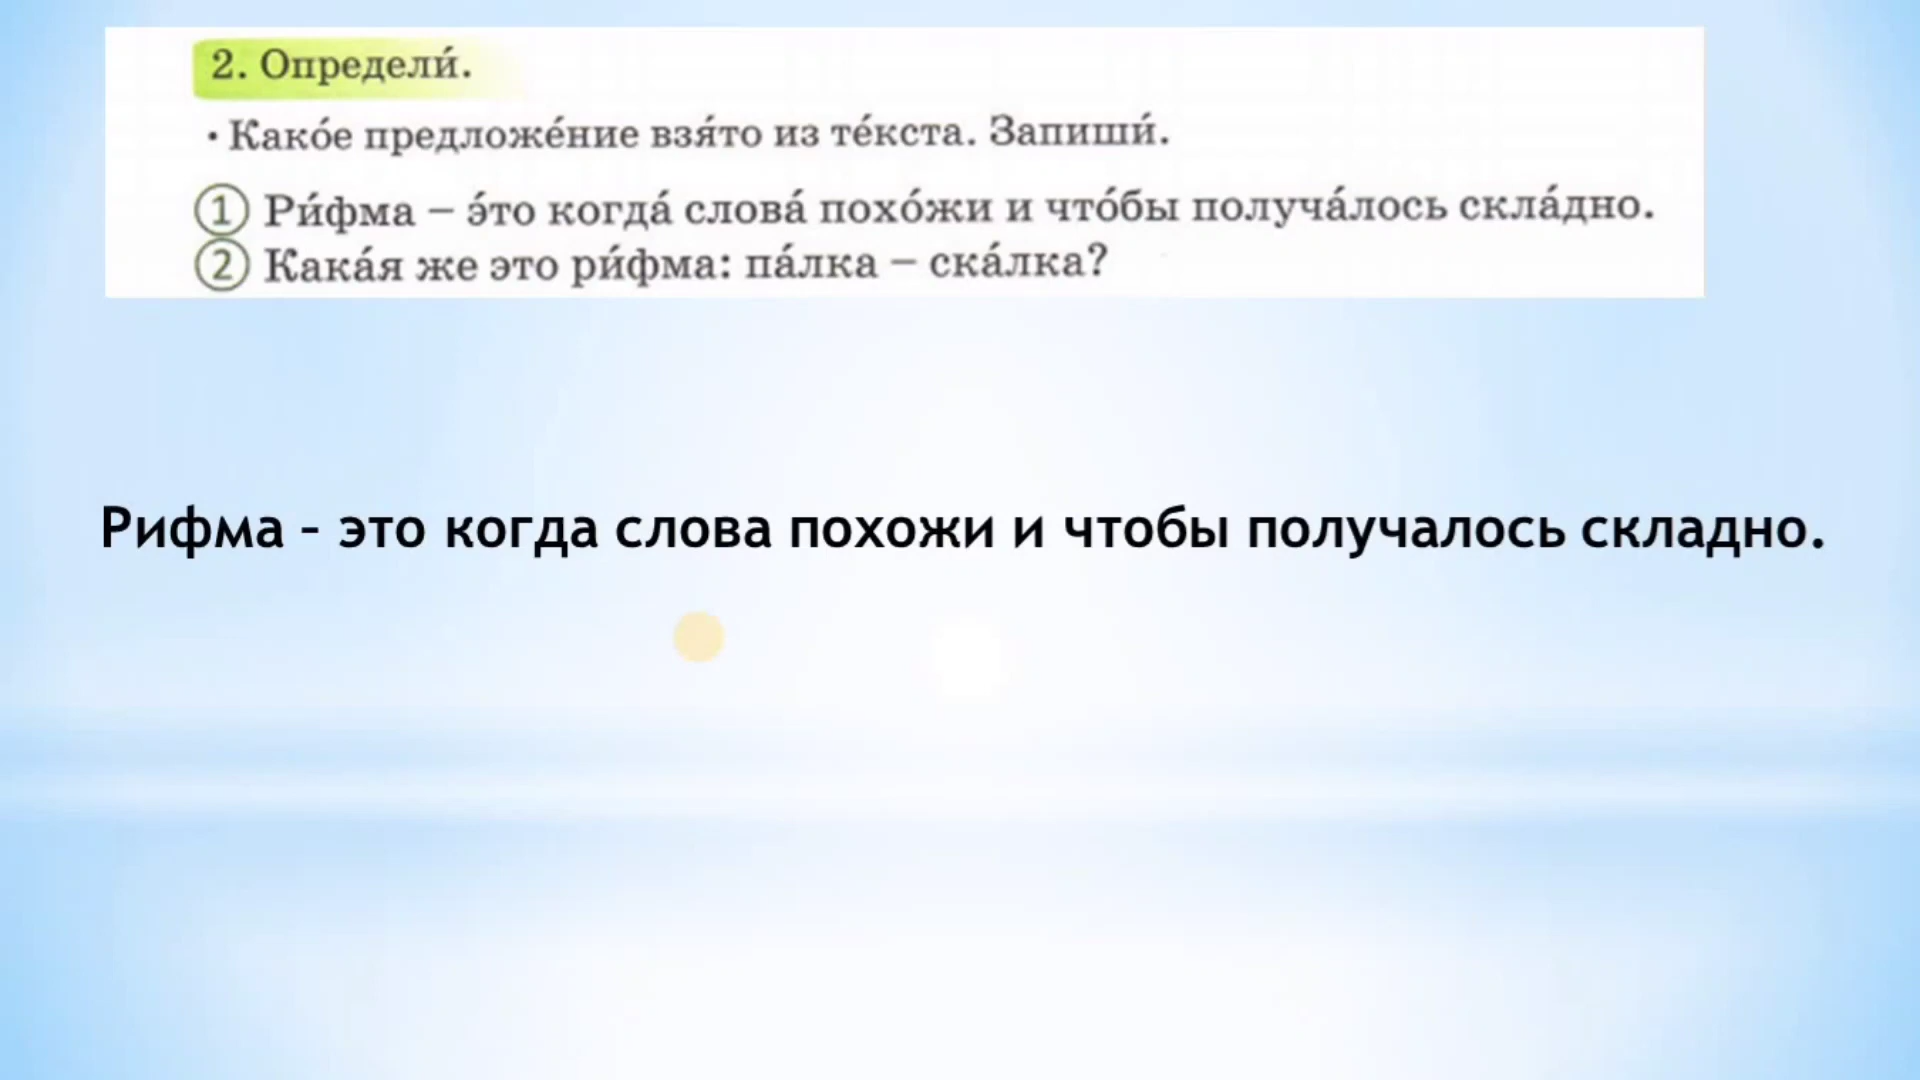 2. Определи́.
• Како́е предложе́ние взя́то из те́кста. Запиши́.
① Ри́фма – э́то когда́ слова́ похо́жи и что́бы получа́лось скла́дно.
② Кака́я же это ри́фма: па́лка – ска́лка?
Рифма – это когда слова похожи и чтобы получалось складно.